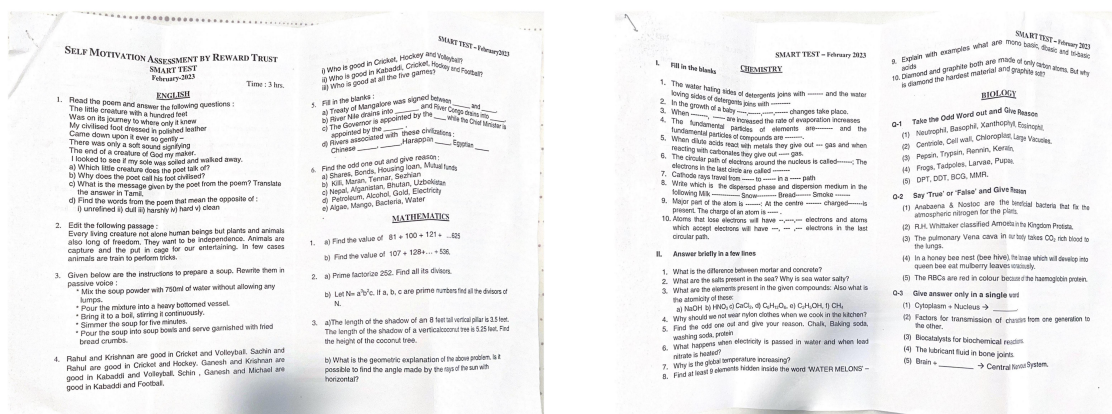 SELF MOTIVATION ASSESSMENT BY REWARD TRUST
SMART TEST
February-2023
Time : 3 hrs.
ENGLISH
1. Read the poem and answer the following questions :
The little creature with a hundred feet
Was on its journey to where only it knew
My civilised foot dressed in polished leather
Came down upon it ever so gently –
There was only a soft sound signifying
The end of a creature of God my maker.
I looked to see if my sole was soiled and walked away.
a) Which little creature does the poet talk of?
b) Why does the poet call his foot civilised?
c) What is the message given by the poet from the poem? Translate
the answer in Tamil.
d) Find the words from the poem that mean the opposite of :
i) unrefined ii) dull iii) harshly iv) hard v) clean
2. Edit the following passage :
Every living creature not alone human beings but plants and animals
also long of freedom. They want to be independence. Animals are
capture and the put in cage for our entertaining. In few cases
animals are train to perform tricks.
3. Given below are the instructions to prepare a soup. Rewrite them in
passive voice :
* Mix the soup powder with 750ml of water without allowing any
lumps.
* Pour the mixture into a heavy bottomed vessel.
* Bring it to a boil, stirring it continuously.
* Simmer the soup for five minutes.
* Pour the soup into soup bowls and serve garnished with fried
bread crumbs.
4. Rahul and Krishnan are good in Cricket and Volleyball. Sachin and
Rahul are good in Cricket and Hockey. Ganesh and Krishnan are
good in Kabaddi and Volleyball. Schin , Ganesh and Michael are
good in Kabaddi and Football.
SMART TEST – February2023
i) Who is good in Cricket, Hockey and Volleyball?
ii) Who is good in Kabaddi, Cricket, Hockey and Football?
iii) Who is good at all the five games?
5. Fill in the blanks :
a) Treaty of Mangalore was signed between ____ and ____
b) River Nile drains into ____ and River Congo drains into ____
c) The Governor is appointed by the ____ while the Chief Minister is
appointed by the ____
d) Rivers associated with these civilizations :
Chinese ____ Harappan ____ Egyptian ____
6. Find the odd one out and give reason :
a) Shares, Bonds, Housing loan, Mutual funds
b) Killi, Maran, Tennar, Sezhian
c) Nepal, Afganistan, Bhutan, Uzbekistan
d) Petroleum, Alcohol, Gold, Electricity
e) Algae, Mango, Bacteria, Water
MATHEMATICS
1. a) Find the value of 81 + 100 + 121 + ...625
b) Find the value of 107 + 128+... + 536.
2. a) Prime factorize 252. Find all its divisors.
b) Let N= a³b²c. If a, b, c are prime numbers find all the divisors of
N.
3. a)The length of the shadow of an 8 feet tall vertical pillar is 3.5 feet.
The length of the shadow of a verticalcoconut tree is 5.25 feet. Find
the height of the coconut tree.
b) What is the geometric explanation of the above problem. Is it
possible to find the angle made by the rays of the sun with
horizontal?
SMART TEST – February 2023
I. Fill in the blanks CHEMISTRY
1. The water hating sides of detergents joins with ------- and the water
loving sides of detergents joins with ---------
2. In the growth of a baby -----,-----,-----,----- changes take place.
3. When ------, ----- are increased the rate of evaporation increases
4. The fundamental particles of elements are-------- and the
fundamental particles of compounds are --------.
5. When dilute acids react with metals they give out --- gas and when
reacting with carbonates they give out ---- gas.
6. The circular path of electrons around the nucleus is called-------; The
electrons in the last circle are called --------
7. Cathode rays travel from ----- to ----- in a ----- path
8. Write which is the dispersed phase and dispersion medium in the
following Milk ------------ Snow--------- Bread------- Smoke -------
9. Major part of the atom is -------: At the centre ------- charged------is
present. The charge of an atom is ----- .
10. Atoms that lose electrons will have --,----,--- electrons and atoms
which accept electrons will have ---, --- ,--- electrons in the last
circular path.
II. Answer briefly in a few lines
1. What is the difference between mortar and concrete?
2. What are the salts present in the sea? Why is sea water salty?
3. What are the elements present in the given compounds: Also what is
the atomicity of these:
a) NaOH b) HNO₃ c) CaCl₂, d) C₆H₁₂O₆, e) C₂H₅OH, f) CH₄
4. Why should we not wear nylon clothes when we cook in the kitchen?
5. Find the odd one out and give your reason. Chalk, Baking soda,
washing soda, protein
6. What happens when electricity is passed in water and when lead
nitrate is heated?
7. Why is the global temperature increasing?
8. Find at least 9 elements hidden inside the word 'WATER MELONS' –
SMART TEST – February 2023
9. Explain with examples what are mono basic, dibasic and tri-basic
acids
10. Diamond and graphite both are made of only carbon atoms. But why
is diamond the hardest material and graphite soft?
BIOLOGY
Q-1 Take the Odd Word out and Give Reason
(1) Neutrophil, Basophil, Xanthophyl, Eosinophil.
(2) Centriole, Cell wall, Chloroplast, Large Vacuoles.
(3) Pepsin, Trypsin, Rennin, Kerain,
(4) Frogs, Tadpoles, Larvae, Pupae,
(5) DPT, DDT, BCG, MMR.
Q-2 Say 'True' or 'False' and Give Reason
(1) Anabaena & Nostoc are the beneficial bacteria that fix the
atmospheric nitrogen for the plants.
(2) R.H. Whitaker classified Amoeba in the Kingdom Protista.
(3) The pulmonary Vena cava in our body takes CO₂ rich blood to
the lungs.
(4) In a honey bee nest (bee hive), the larvae which will develop into
queen bee eat mulberry leaves voraciously.
(5) The RBCs are red in colour because of the haemoglobin protein.
Q-3 Give answer only in a single word
(1) Cytoplasm + Nucleus → ______
(2) Factors for transmission of characters from one generation to
the other.
(3) Biocatalysts for biochemical reactions.
(4) The lubricant fluid in bone joints.
(5) Brain + ________ → Central Nervous System.